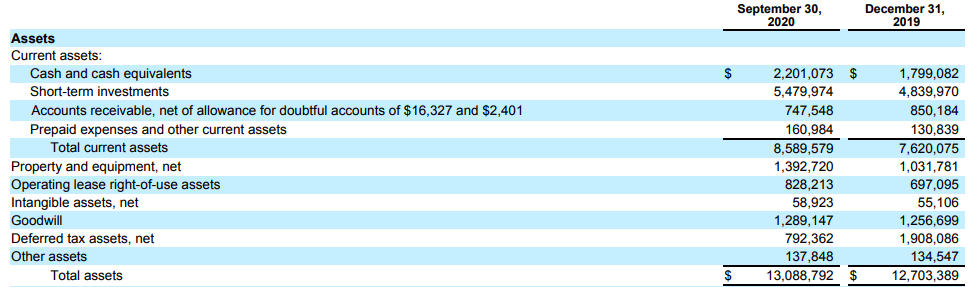 September 30, December 31,
2020 2019
Assets
Current assets:
Cash and cash equivalents $ 2,201,073 $ 1,799,082
Short-term investments 5,479,974 4,839,970
Accounts receivable, net of allowance for doubtful accounts of $16,327 and $2,401 747,548 850,184
Prepaid expenses and other current assets 160,984 130,839
Total current assets 8,589,579 7,620,075
Property and equipment, net 1,392,720 1,031,781
Operating lease right-of-use assets 828,213 697,095
Intangible assets, net 58,923 55,106
Goodwill 1,289,147 1,256,699
Deferred tax assets, net 792,362 1,908,086
Other assets 137,848 134,547
Total assets $ 13,088,792 $ 12,703,389